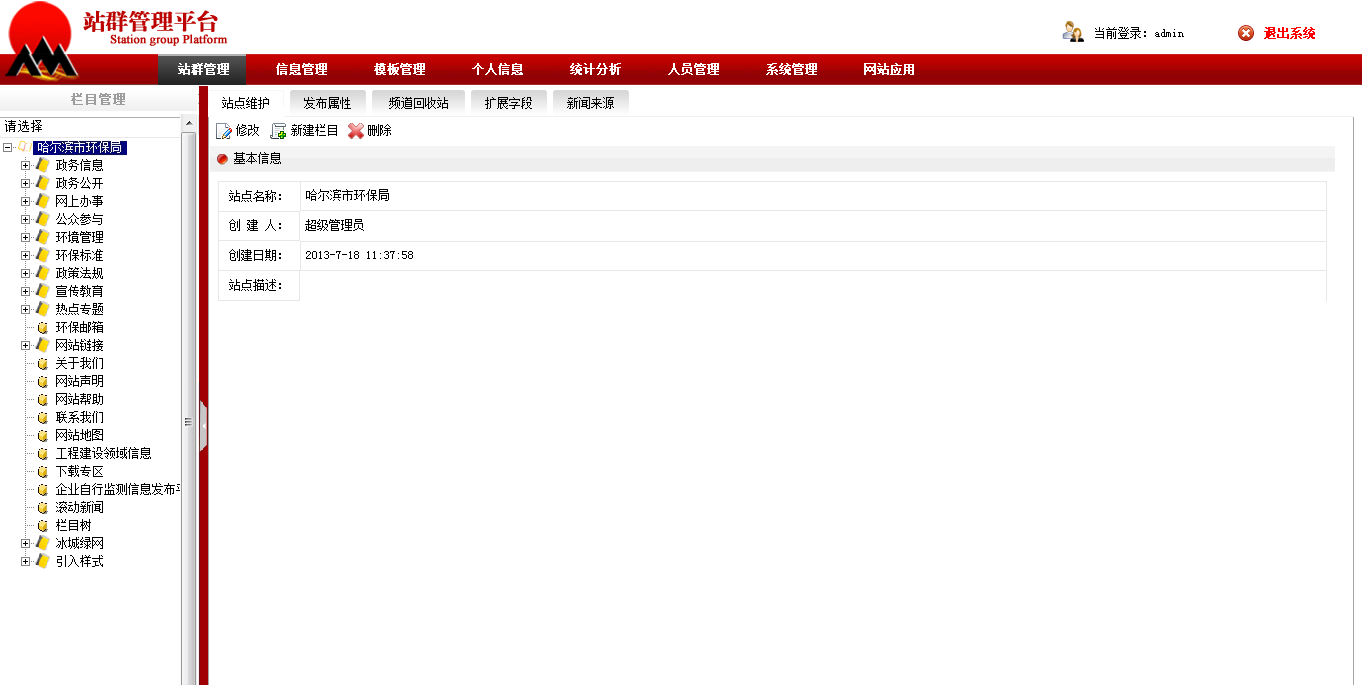 站群管理平台
Station group Platform
当前登录: admin
退出系统
站群管理 信息管理 模板管理 个人信息 统计分析 人员管理 系统管理 网站应用
栏目管理
站点维护 发布属性 频道回收站 扩展字段 新闻来源
请选择
修改 新建栏目 删除
基本信息
哈尔滨市环保局
政务信息
政务公开
网上办事
公众参与
环境管理
环保标准
政策法规
宣传教育
热点专题
环保邮箱
网站链接
关于我们
网站声明
网站帮助
联系我们
网站地图
工程建设领域信息
下载专区
企业自行监测信息发布
滚动新闻
栏目树
冰城绿网
引入样式
站点名称: 哈尔滨市环保局
创 建 人: 超级管理员
创建日期: 2013-7-18 11:37:58
站点描述: